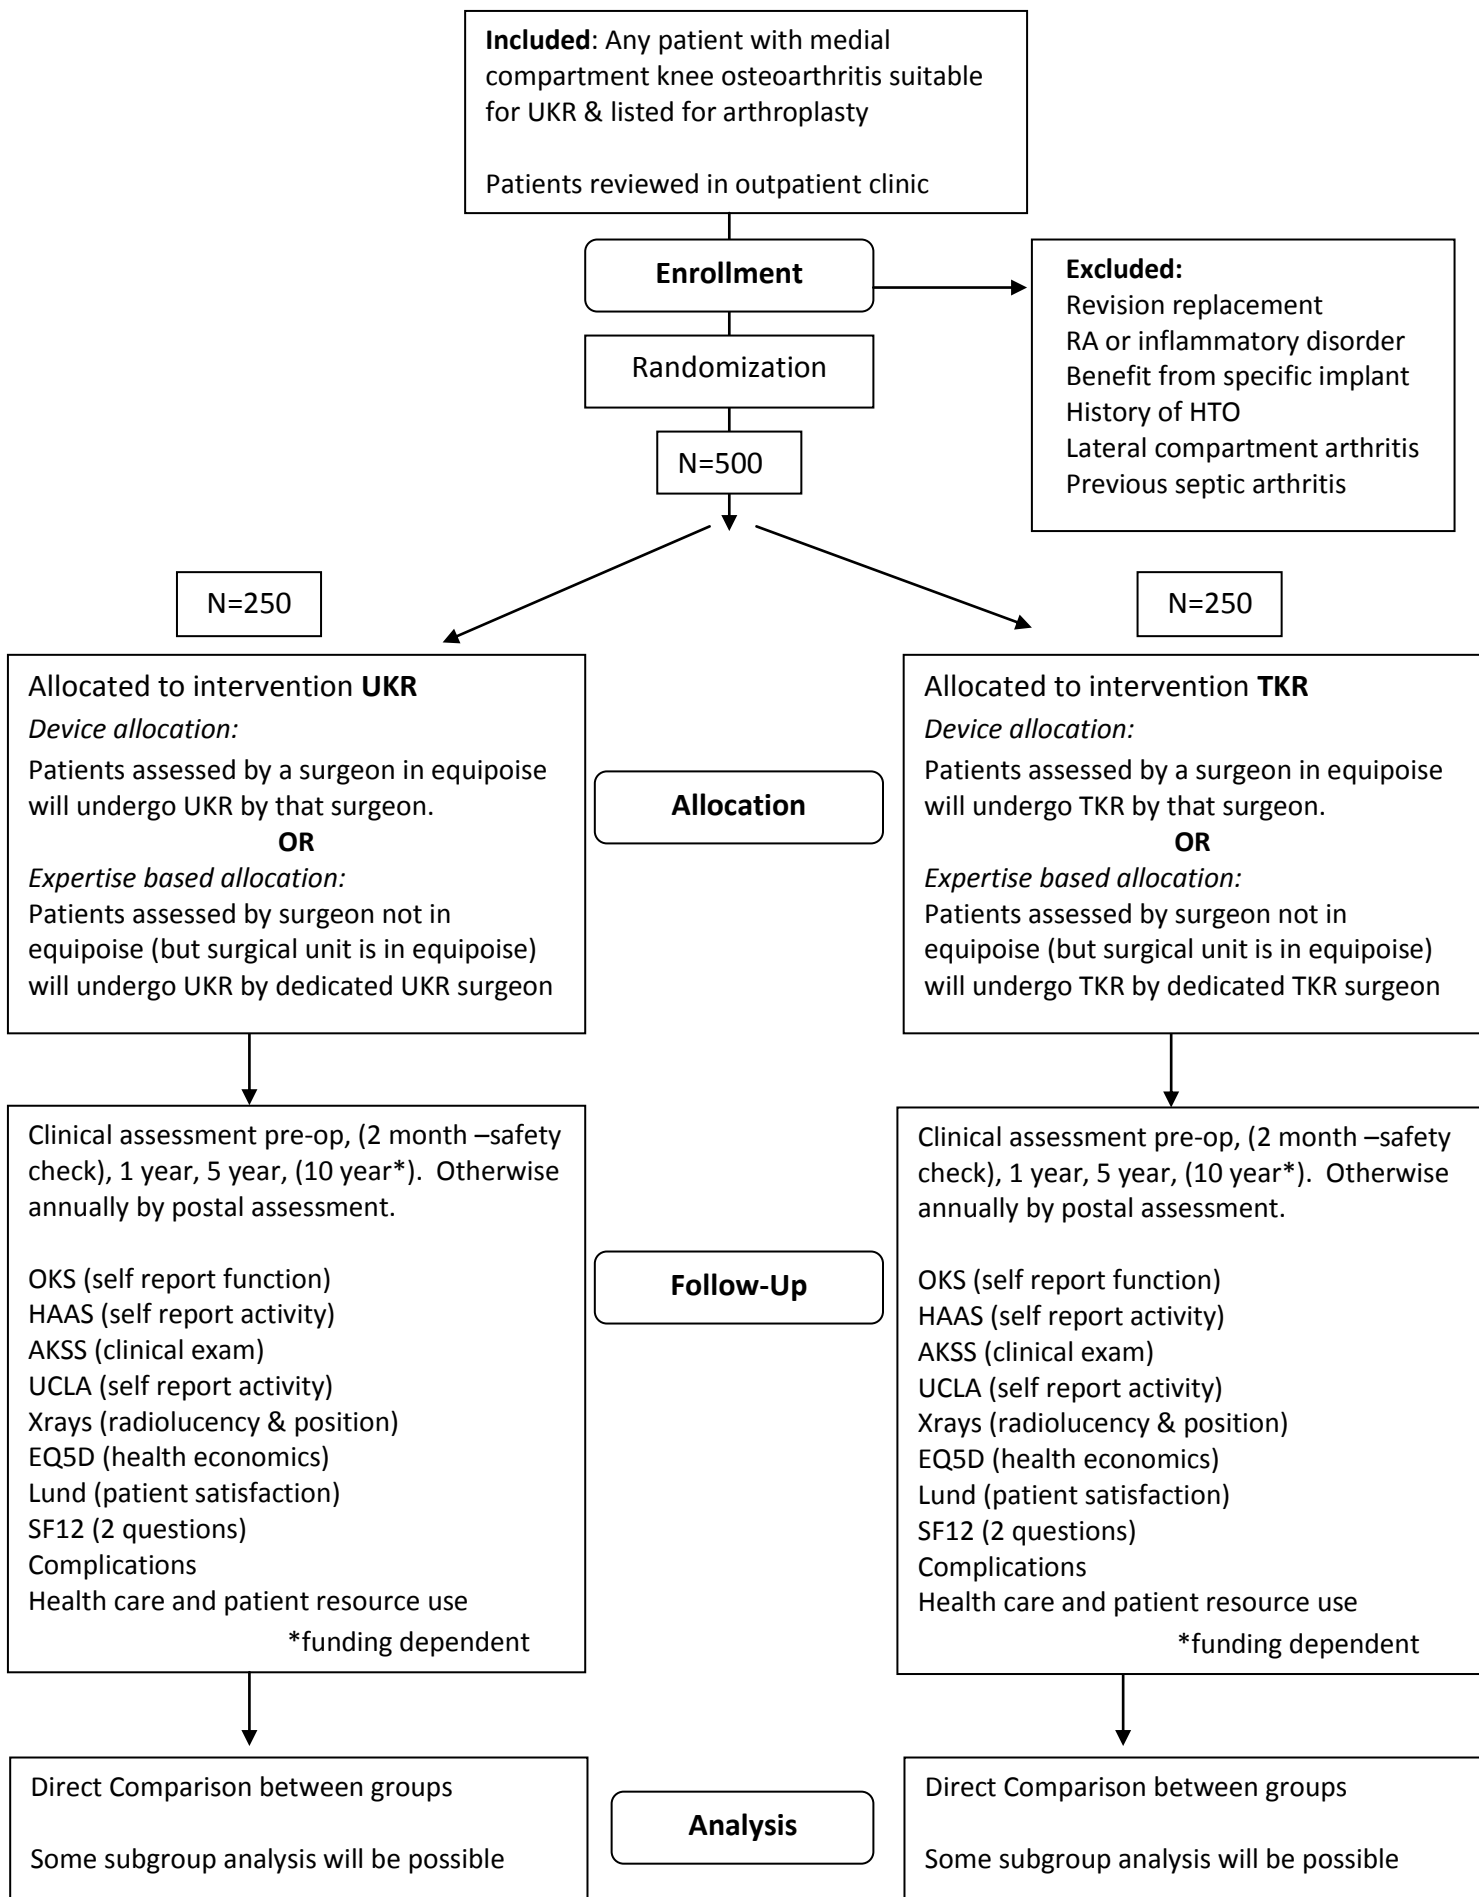 Included: Any patient with medial
compartment knee osteoarthritis suitable
for UKR & listed for arthroplasty
Patients reviewed in outpatient clinic
Enrollment
Excluded:
Revision replacement
RA or inflammatory disorder
Benefit from specific implant
History of HTO
Lateral compartment arthritis
Previous septic arthritis
Randomization
N=500
N=250
N=250
Allocated to intervention UKR
Device allocation:
Patients assessed by a surgeon in equipoise
will undergo UKR by that surgeon.
OR
Expertise based allocation:
Patients assessed by surgeon not in
equipoise (but surgical unit is in equipoise)
will undergo UKR by dedicated UKR surgeon
Allocation
Allocated to intervention TKR
Device allocation:
Patients assessed by a surgeon in equipoise
will undergo TKR by that surgeon.
OR
Expertise based allocation:
Patients assessed by surgeon not in
equipoise (but surgical unit is in equipoise)
will undergo TKR by dedicated TKR surgeon
Clinical assessment pre-op, (2 month –safety
check), 1 year, 5 year, (10 year*).  Otherwise
annually by postal assessment.
OKS (self report function)
HAAS (self report activity)
AKSS (clinical exam)
UCLA (self report activity)
Xrays (radiolucency & position)
EQ5D (health economics)
Lund (patient satisfaction)
SF12 (2 questions)
Complications
Health care and patient resource use
*funding dependent
Follow-Up
Clinical assessment pre-op, (2 month –safety
check), 1 year, 5 year, (10 year*).  Otherwise
annually by postal assessment.
OKS (self report function)
HAAS (self report activity)
AKSS (clinical exam)
UCLA (self report activity)
Xrays (radiolucency & position)
EQ5D (health economics)
Lund (patient satisfaction)
SF12 (2 questions)
Complications
Health care and patient resource use
*funding dependent
Direct Comparison between groups
Some subgroup analysis will be possible
Analysis
Direct Comparison between groups
Some subgroup analysis will be possible